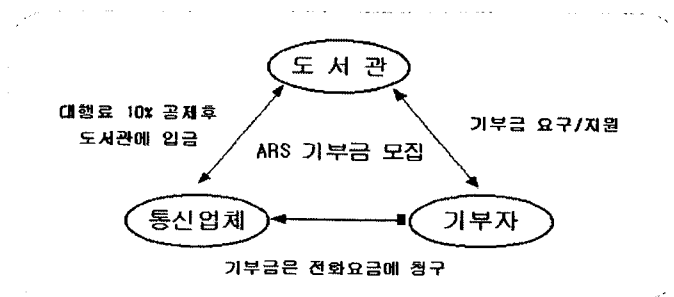 도 서 관
대행료 10% 공제후
도서관에 입금
기부금 요구/지원
ARS 기부금 모집
통신업체
기부자
기부금은 전화요금에 청구